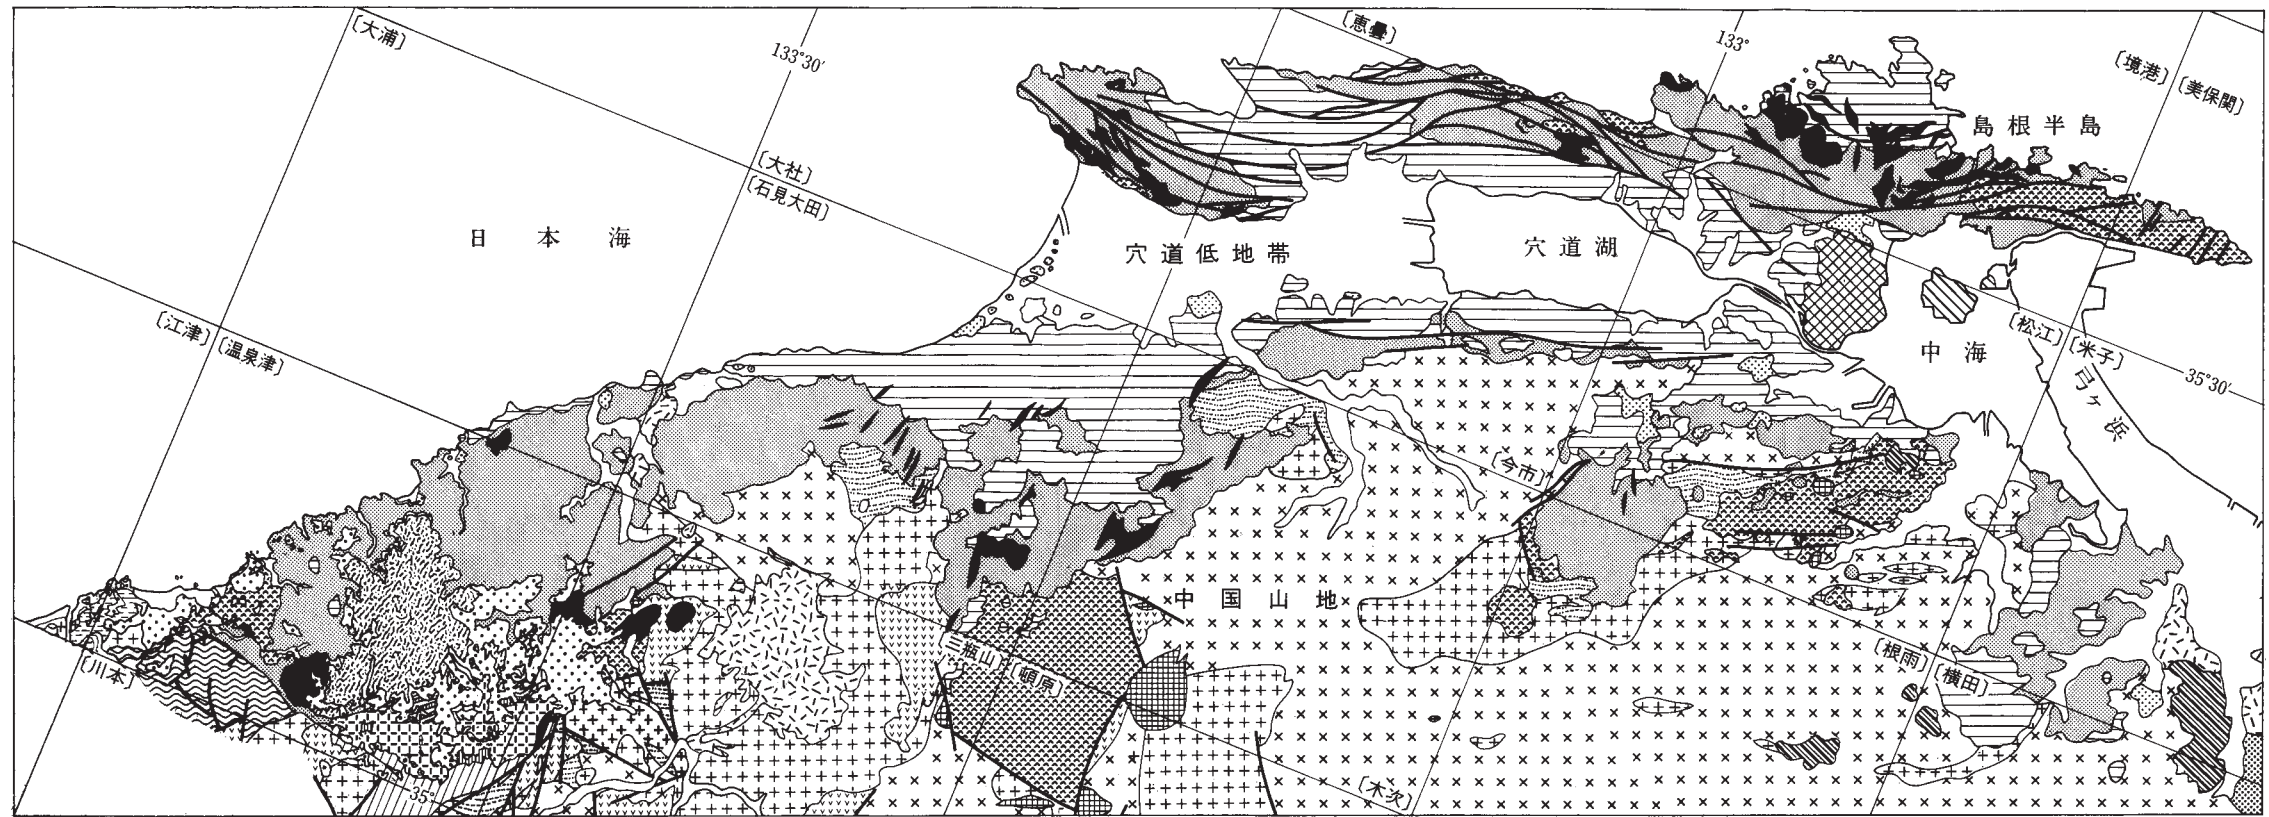 〔大浦〕
133°30′
〔恵曇〕
133°
〔境港〕
〔美保関〕
島根半島
〔大社〕
〔石見大田〕
日本海
宍道低地帯
宍道湖
〔江津〕
〔温泉津〕
〔松江〕
〔米子〕
中海
35°30′
弓ヶ浜
〔今市〕
中国山地
〔川本〕
瓶山〕
〔頓原〕
〔根雨〕
〔横田〕
35°
〔木次〕